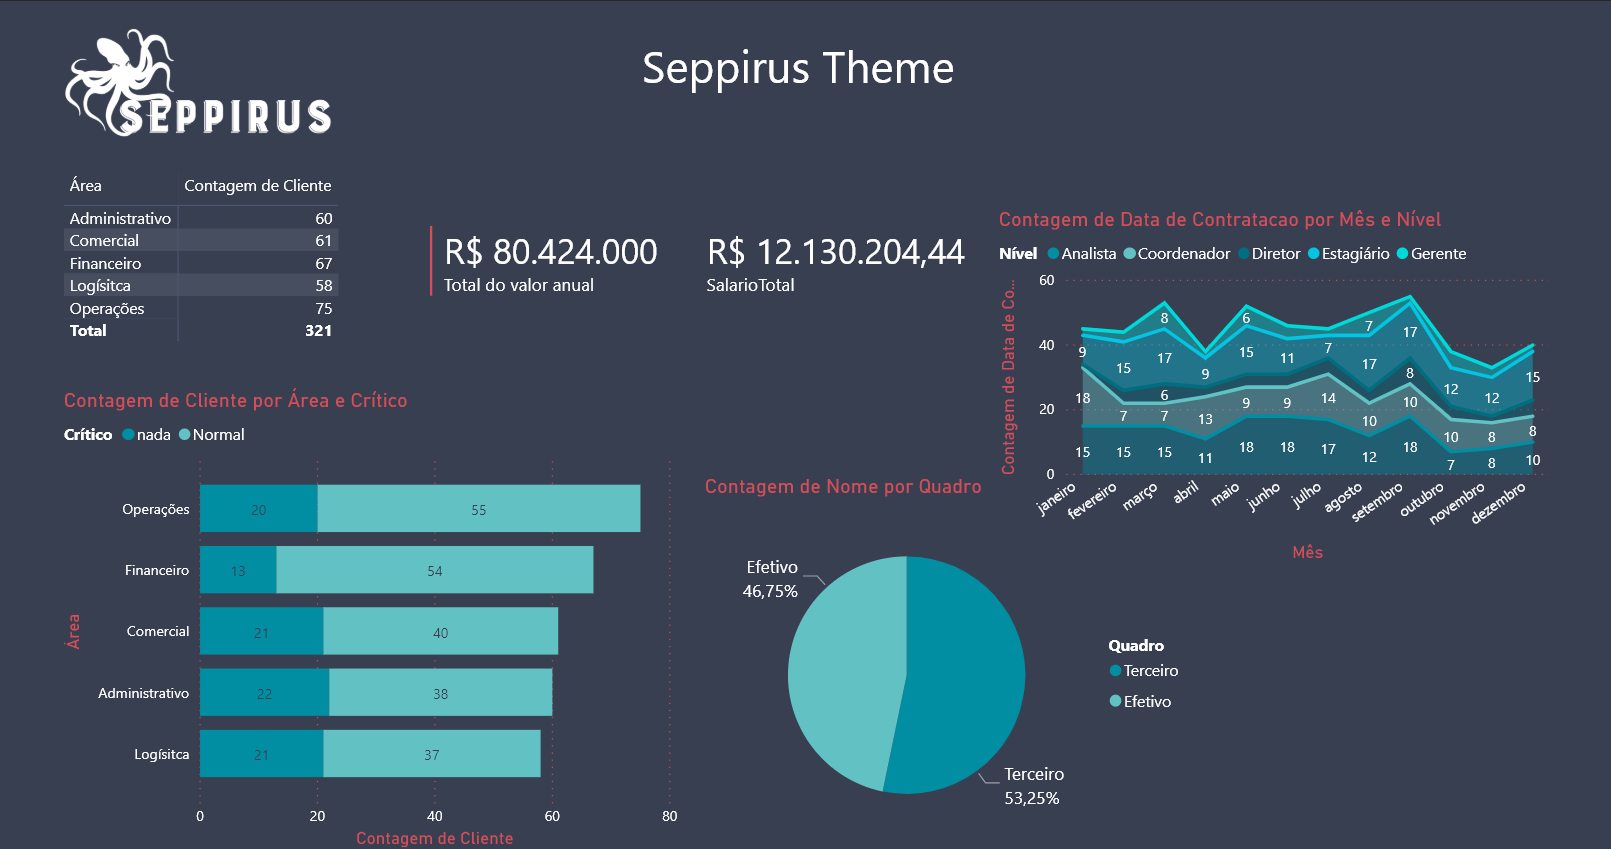 SEPPIRUS
Seppirus Theme
Área Contagem de Cliente
Administrativo 60
Comercial 61
Financeiro 67
Logísitca 58
Operações 75
Total 321
R$ 80.424.000
Total do valor anual
R$ 12.130.204,44
SalarioTotal
Contagem de Data de Contratacao por Mês e Nível
Nível Analista Coordenador Diretor Estagiário Gerente
Contagem de Data de Co...
60
40
20
0
8 6 7
9 15 17 9 15 11 7 17 17 12 12 15
6 8
18 7 7 13 9 9 14 10 10 10 8 8
15 15 15 11 18 18 17 12 18 7 8 10
janeiro fevereiro março abril maio junho julho agosto setembro outubro novembro dezembro
Mês
Contagem de Cliente por Área e Crítico
Crítico nada Normal
Área
Operações 20 55
Financeiro 13 54
Comercial 21 40
Administrativo 22 38
Logísitca 21 37
0 20 40 60 80
Contagem de Cliente
Contagem de Nome por Quadro
Efetivo
46,75%
Terceiro
53,25%
Quadro
Terceiro
Efetivo